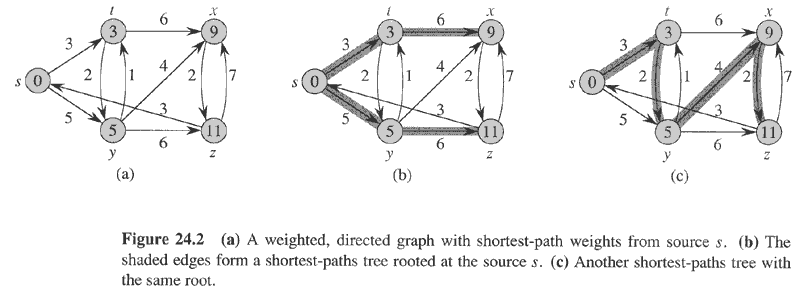 t 6 x
3 9
3
s 0 2 1 4 2 7
5 3
5 11
y 6 z
(a)
t 6 x
3 9
3
s 0 2 1 4 2 7
5 3
5 11
y 6 z
(b)
t 6 x
3 9
3
s 0 2 1 4 2 7
5 3
5 11
y 6 z
(c)
Figure 24.2 (a) A weighted, directed graph with shortest-path weights from source s. (b) The
shaded edges form a shortest-paths tree rooted at the source s. (c) Another shortest-paths tree with
the same root.